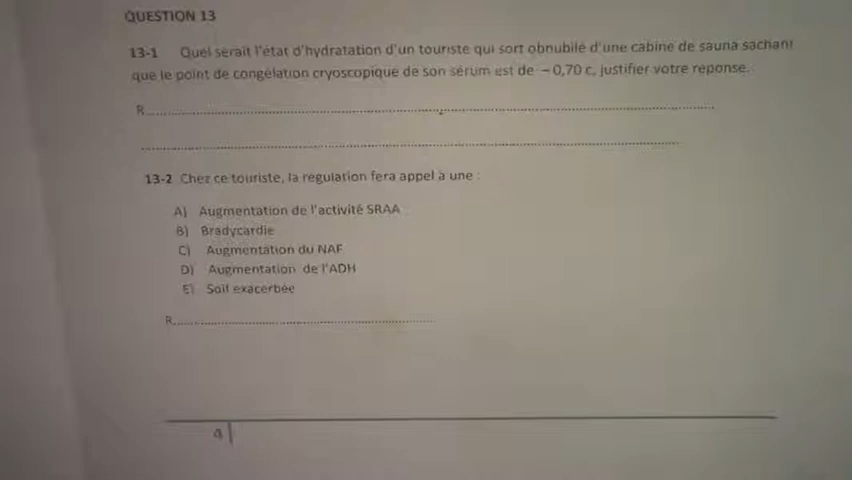 QUESTION 13
13-1 Quel serait l'état d'hydratation d'un touriste qui sort obnubilé d'une cabine de sauna sachant
que le point de congélation cryoscopique de son sérum est de – 0,70 c, justifier votre réponse.
R............................................................
............................................................
13-2 Chez ce touriste, la régulation fera appel à une :
A) Augmentation de l'activité SRAA
B) Bradycardie
C) Augmentation du NAF
D) Augmentation de l'ADH
E) Soif exacerbée
R............................................................
4